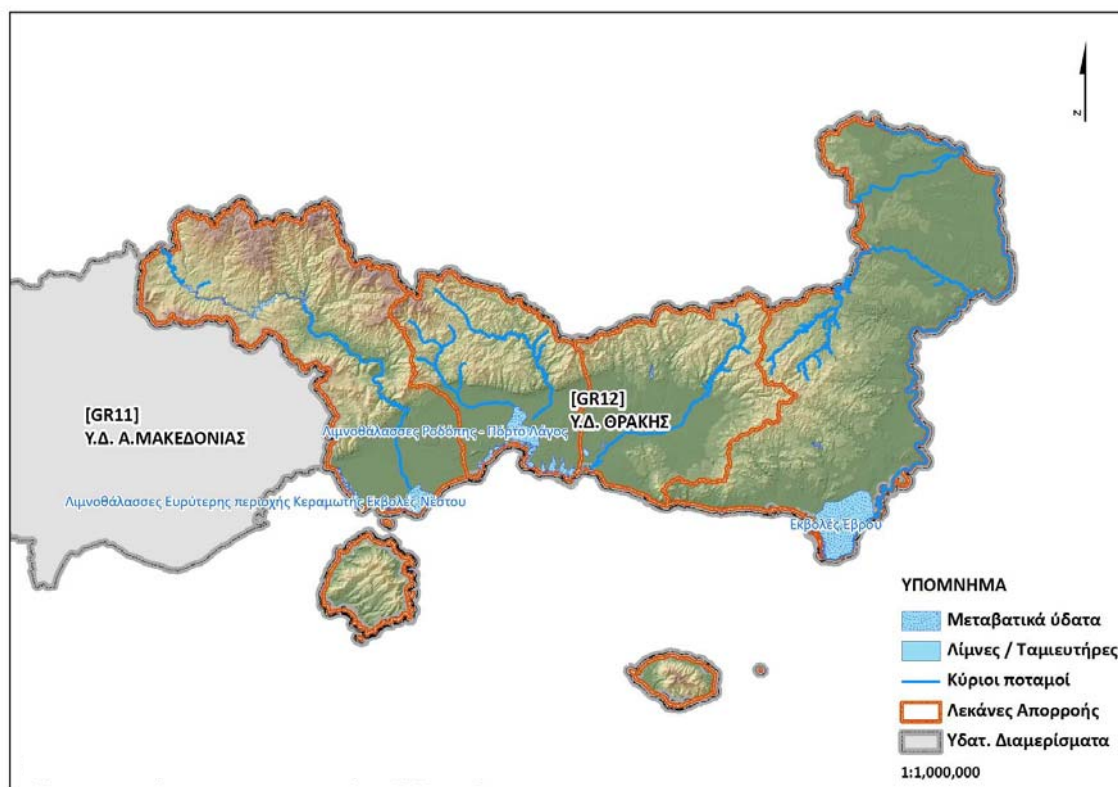 z
[GR11]
Υ.Δ. Α.ΜΑΚΕΔΟΝΙΑΣ
[GR12]
Υ.Δ. ΘΡΑΚΗΣ
Λιμνοθάλασσες Ροδόπης - Πόρτο Λάγος
Λιμνοθάλασσες Ευρύτερης περιοχής Κεραμωτής Εκβολές Νέστου
Εκβολές Έβρου
ΥΠΟΜΝΗΜΑ
Μεταβατικά ύδατα
Λίμνες / Ταμιευτήρες
Κύριοι ποταμοί
Λεκάνες Απορροής
Υδατ. Διαμερίσματα
1:1,000,000